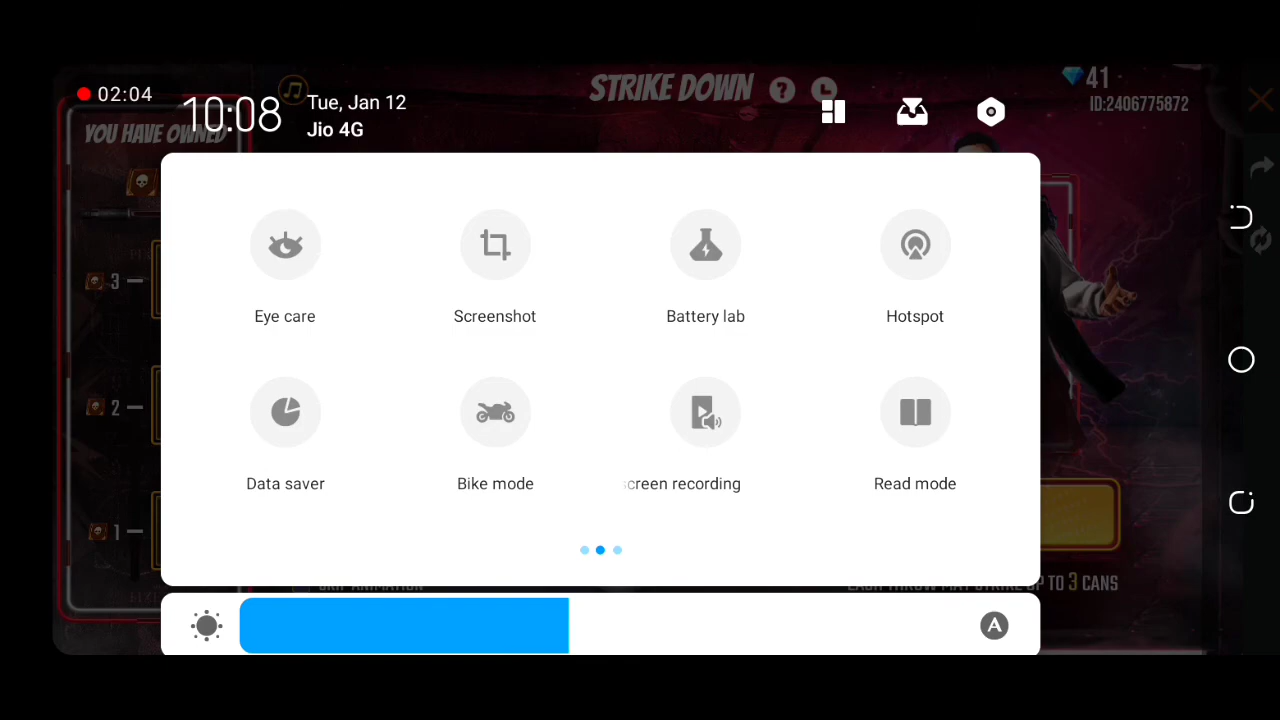 02:04
10:08
Tue, Jan 12
Jio 4G
STRIKE DOWN
?
41
ID:2406775872
YOU HAVE OWNED
3
2
1
Eye care
Screenshot
Battery lab
Hotspot
Data saver
Bike mode
creen recording
Read mode
SKIP ANIMATION
EACH THROW MAY STRIKE UP TO 3 CANS
A